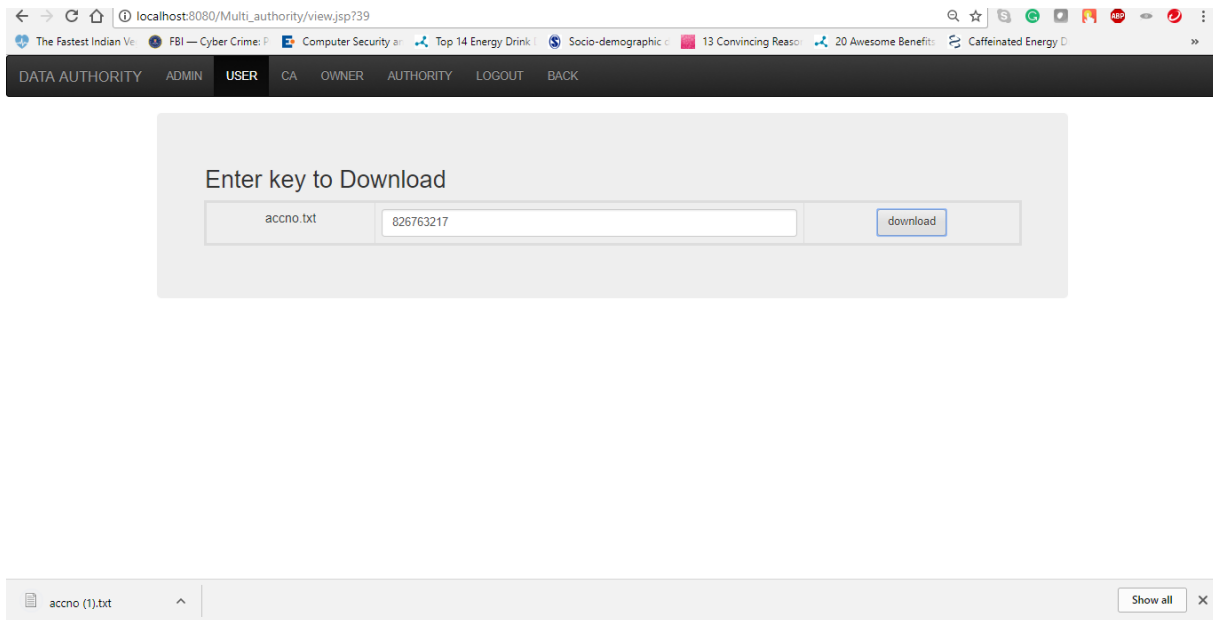 localhost:8080/Multi_authority/view.jsp?39
The Fastest Indian Ve FBI — Cyber Crime: P Computer Security an Top 14 Energy Drink Socio-demographic c 13 Convincing Reason 20 Awesome Benefits Caffeinated Energy D »
DATA AUTHORITY ADMIN USER CA OWNER AUTHORITY LOGOUT BACK
Enter key to Download
accno.txt 826763217 download
accno (1).txt Show all